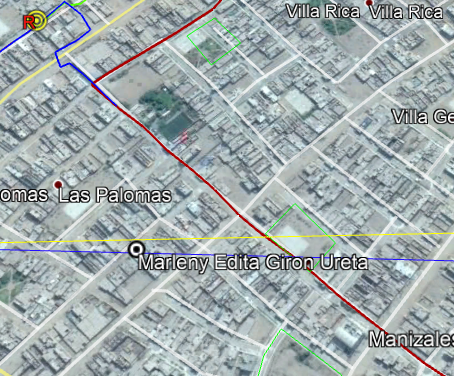 R
Villa Rica
Villa Rica
Villa Ge
omas
Las Palomas
Marleny Edita Giron Ureta
Manizales